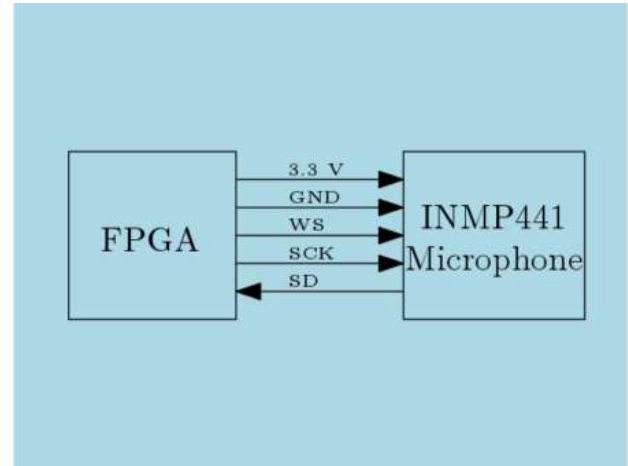 FPGA
3.3 V
GND
WS
SCK
SD
INMP441
Microphone